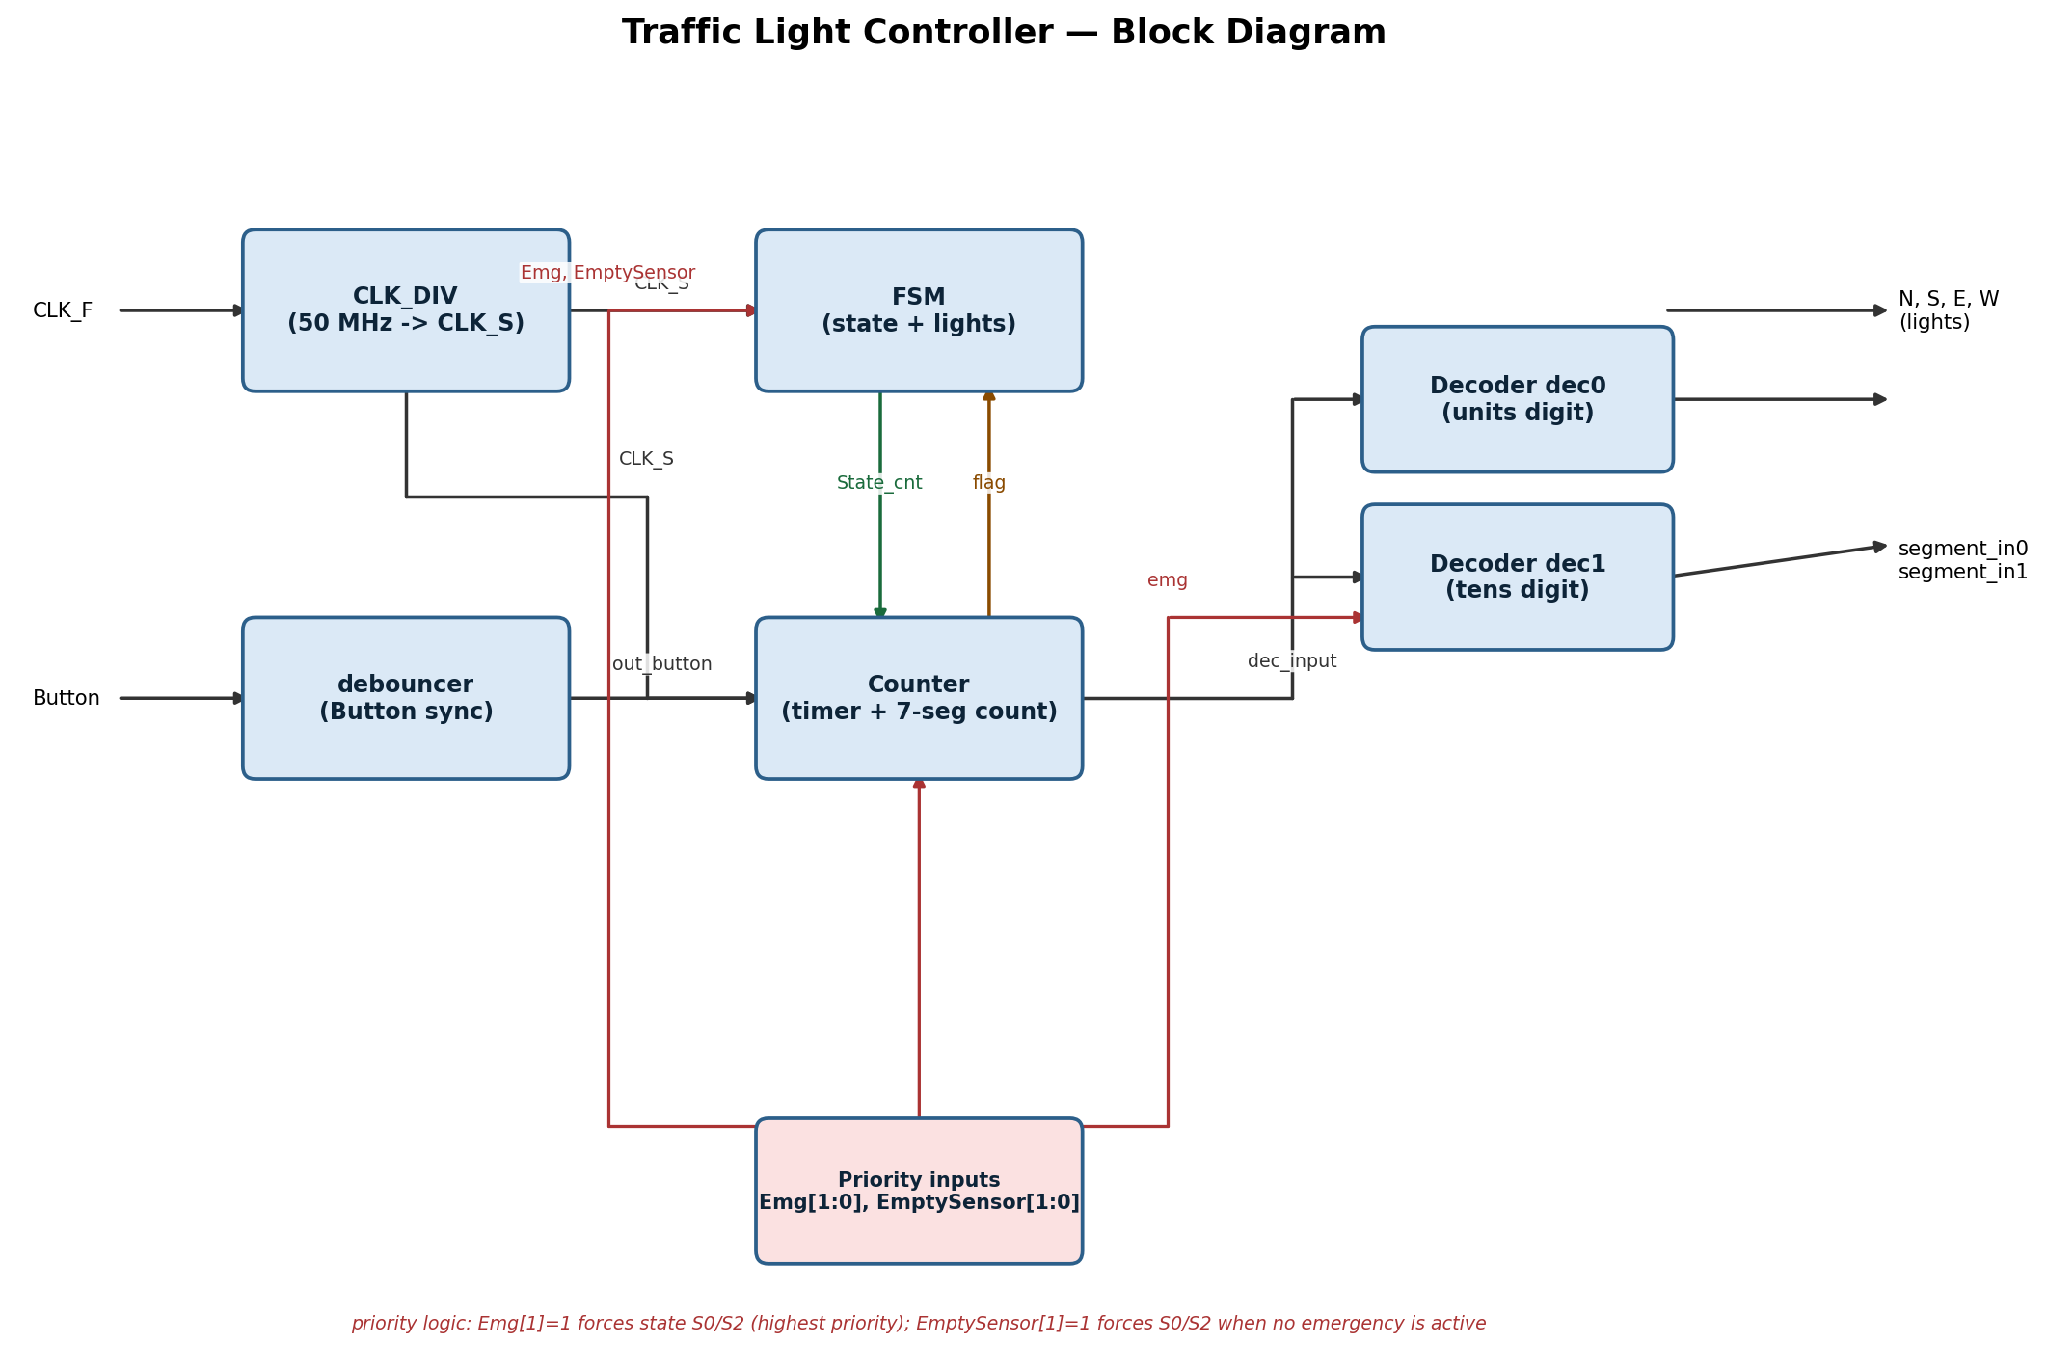 Traffic Light Controller — Block Diagram
CLK_F
CLK_DIV
(50 MHz -> CLK_S)
Emg, EmptySensor
CLK_S
FSM
(state + lights)
N, S, E, W
(lights)
Decoder dec0
(units digit)
CLK_S
State_cnt
flag
Decoder dec1
(tens digit)
segment_in0
segment_in1
emg
Button
debouncer
(Button sync)
out_button
Counter
(timer + 7-seg count)
dec_input
Priority inputs
Emg[1:0], EmptySensor[1:0]
priority logic: Emg[1]=1 forces state S0/S2 (highest priority); EmptySensor[1]=1 forces S0/S2 when no emergency is active